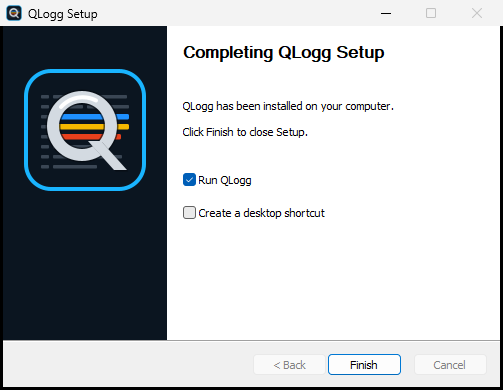 QLogg Setup
Completing QLogg Setup
QLogg has been installed on your computer.
Click Finish to close Setup.
Run QLogg
Create a desktop shortcut
< Back
Finish
Cancel